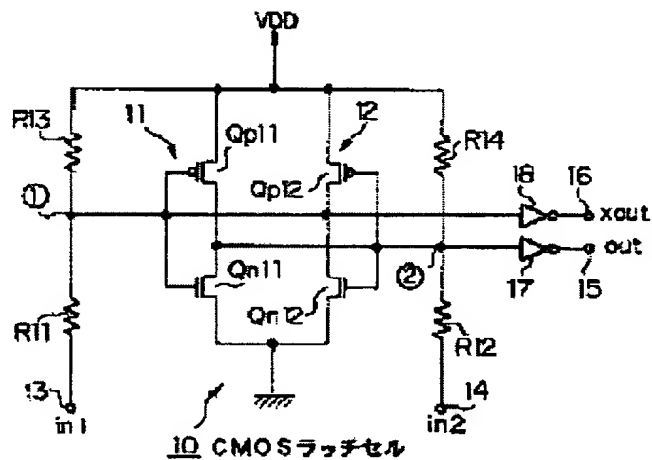 VDD
R13
11
Qp11
12
Qp12
R14
18
16
①
xout
out
Qn11
②
17
15
R11
Qn12
R12
13
in1
14
in2
10 CMOSラッチセル